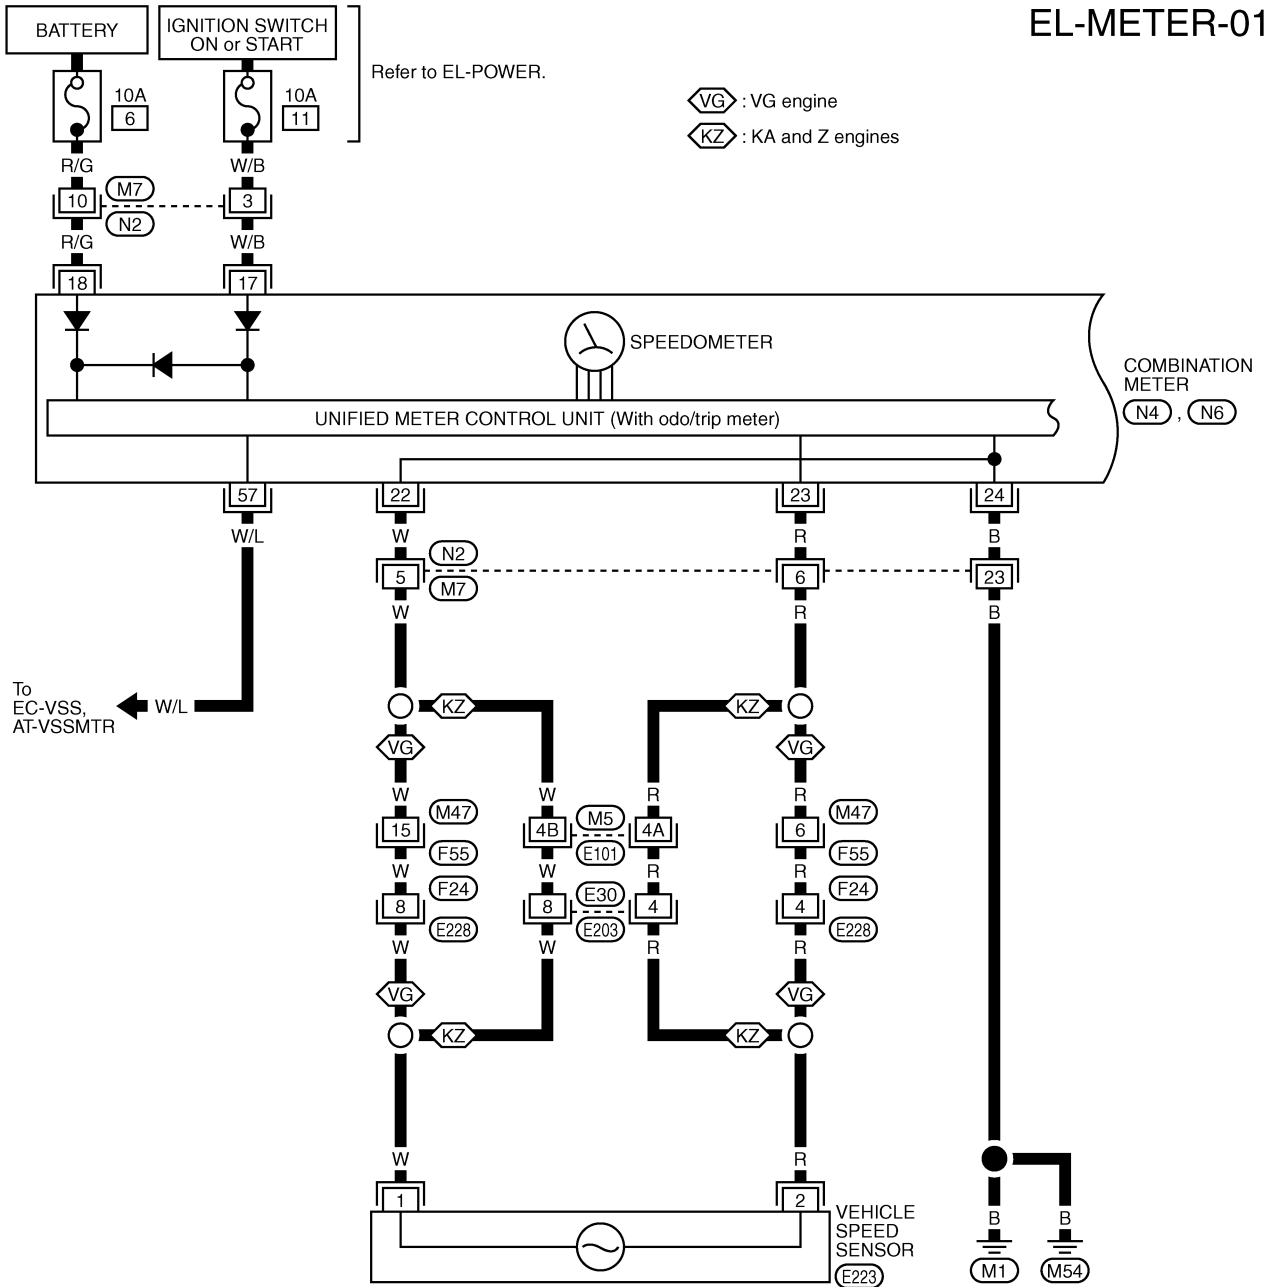 EL-METER-01
BATTERY
IGNITION SWITCH
ON or START
Refer to EL-POWER.
10A
6
10A
11
VG : VG engine
KZ : KA and Z engines
R/G
W/B
10
M7
3
N2
R/G
W/B
18
17
SPEEDOMETER
COMBINATION
METER
N4 , N6
UNIFIED METER CONTROL UNIT (With odo/trip meter)
57
22
23
24
W/L
W
R
B
N2
5
6
23
M7
W
R
B
To
EC-VSS,
AT-VSSMTR
W/L
KZ
KZ
VG
VG
W
W
R
R
M47
M5
M47
15
4B
4A
6
F55
E101
F55
W
W
R
R
F24
E30
F24
8
8
4
4
E228
E203
E228
W
W
R
R
VG
VG
KZ
KZ
W
R
1
2
VEHICLE
SPEED
SENSOR
E223
B
B
M1
M54